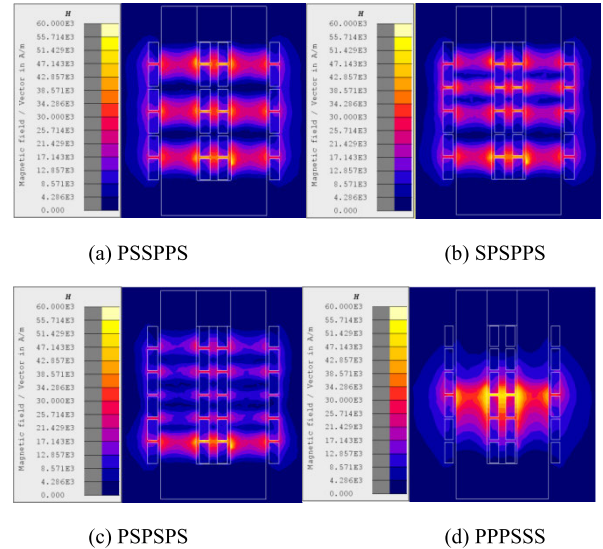 H
60.000E3
55.714E3
51.429E3
47.143E3
42.857E3
38.571E3
34.286E3
30.000E3
25.714E3
21.429E3
17.143E3
12.857E3
8.571E3
4.286E3
0.000
Magnetic field / Vector in A/m
(a) PSSPPS
H
60.000E3
55.714E3
51.429E3
47.143E3
42.857E3
38.571E3
34.286E3
30.000E3
25.714E3
21.429E3
17.143E3
12.857E3
8.571E3
4.286E3
0.000
Magnetic field / Vector in A/m
(b) SPSPPS
H
60.000E3
55.714E3
51.429E3
47.143E3
42.857E3
38.571E3
34.286E3
30.000E3
25.714E3
21.429E3
17.143E3
12.857E3
8.571E3
4.286E3
0.000
Magnetic field / Vector in A/m
(c) PSPSPS
H
60.000E3
55.714E3
51.429E3
47.143E3
42.857E3
38.571E3
34.286E3
30.000E3
25.714E3
21.429E3
17.143E3
12.857E3
8.571E3
4.286E3
0.000
Magnetic field / Vector in A/m
(d) PPPSSS